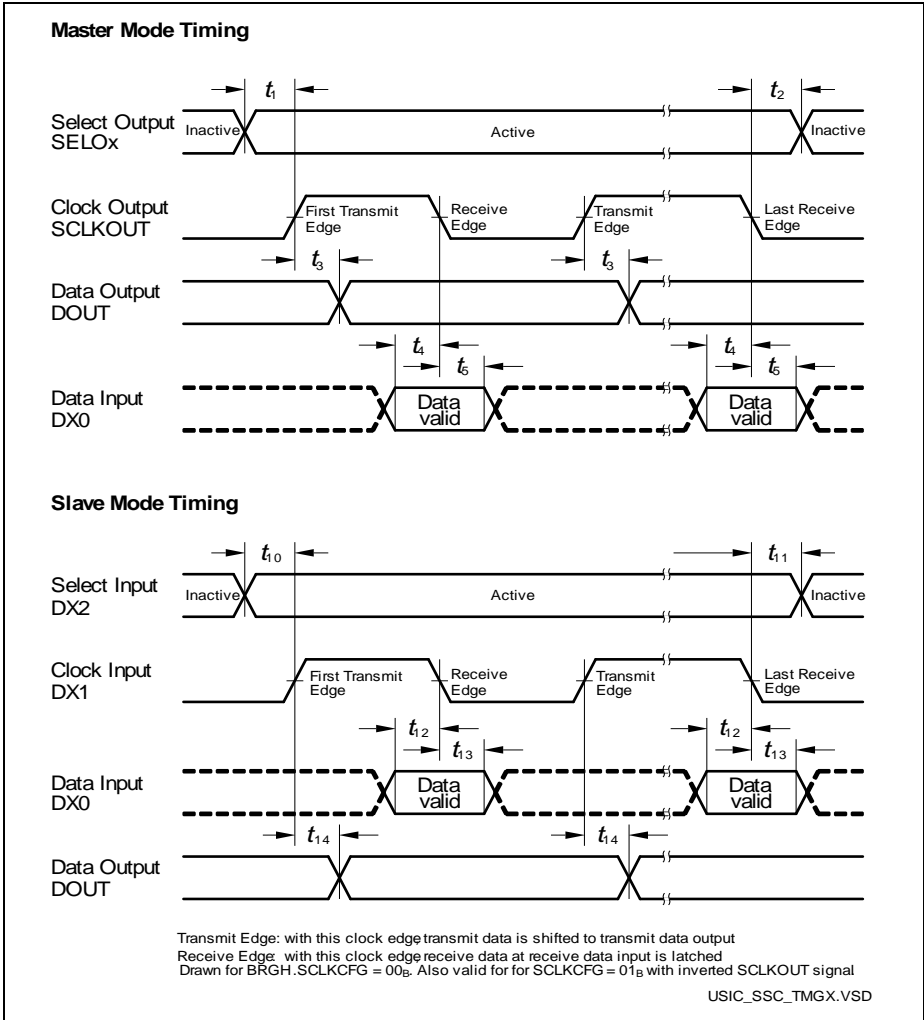 Master Mode Timing
t1
t2
Select Output
SELOx
Inactive
Active
Inactive
Clock Output
SCLKOUT
First Transmit
Edge
Receive
Edge
Transmit
Edge
Last Receive
Edge
t3
t3
Data Output
DOUT
t4
t5
t4
t5
Data Input
DX0
Data
valid
Data
valid
Slave Mode Timing
t10
t11
Select Input
DX2
Inactive
Active
Inactive
Clock Input
DX1
First Transmit
Edge
Receive
Edge
Transmit
Edge
Last Receive
Edge
t12
t13
t12
t13
Data Input
DX0
Data
valid
Data
valid
t14
t14
Data Output
DOUT
Transmit Edge: with this clock edge, transmit data is shifted to transmit data output
Receive Edge: with this clock edge, receive data at receive data input is latched
Drawn for BRGH.SCLKCFG = 00B. Also valid for for SCLKCFG = 01B with inverted SCLKOUT signal
USIC_SSC_TMGX.VSD